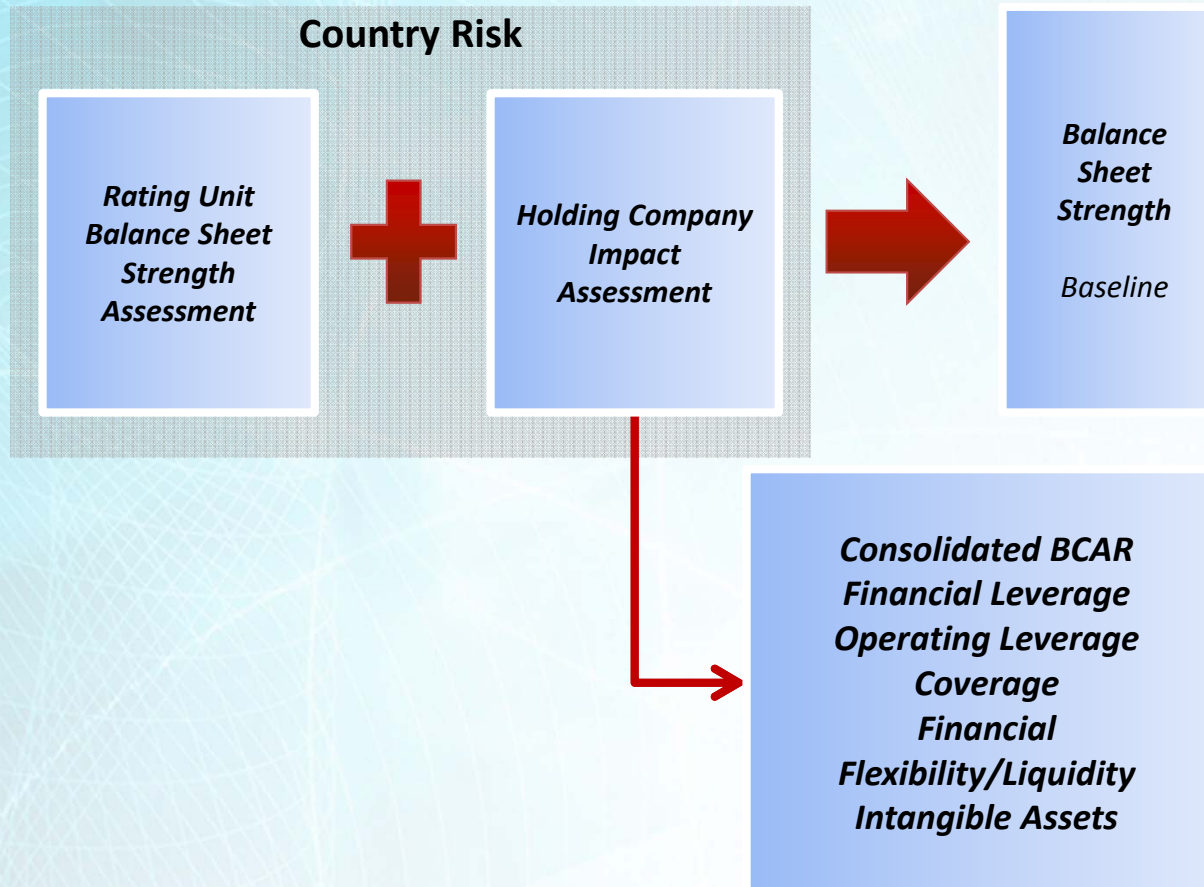 Country Risk
Rating Unit
Balance Sheet
Strength
Assessment
Holding Company
Impact
Assessment
Balance
Sheet
Strength
Baseline
Consolidated BCAR
Financial Leverage
Operating Leverage
Coverage
Financial
Flexibility/Liquidity
Intangible Assets